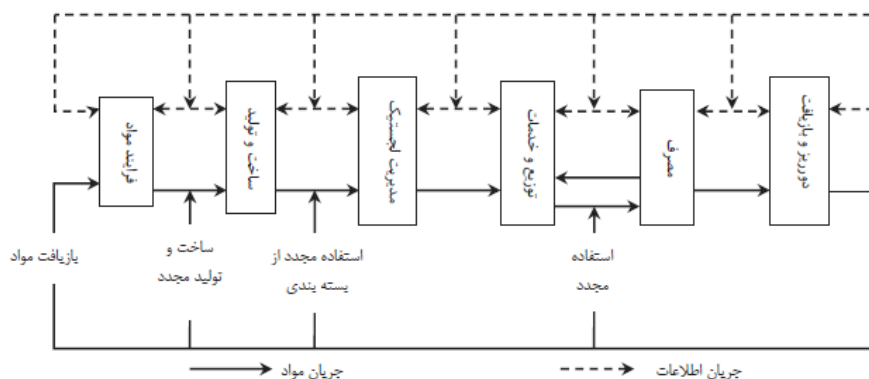 فرایند مواد
ساخت و تولید
مدیریت لجستیک
توزیع و خدمات
مصرف
دورریز و بازیافت
بازیافت مواد
ساخت و
تولید مجدد
استفاده مجدد از
بسته بندی
استفاده
مجدد
جریان مواد
جریان اطلاعات